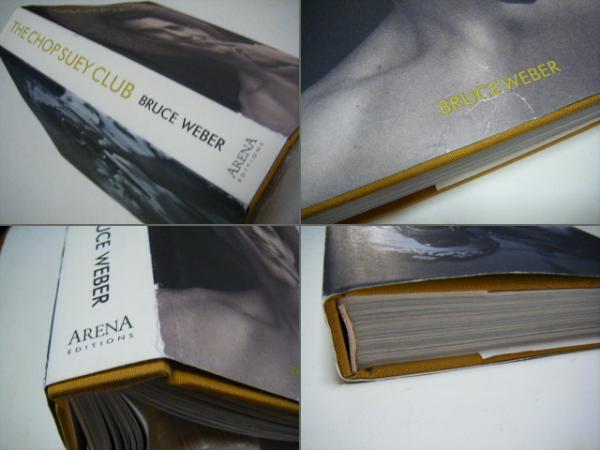 THE CHOP SUEY CLUB BRUCE WEBER
ARENA
EDITIONS
BRUCE WEBER
UCE WEBER
ARENA
EDITIONS